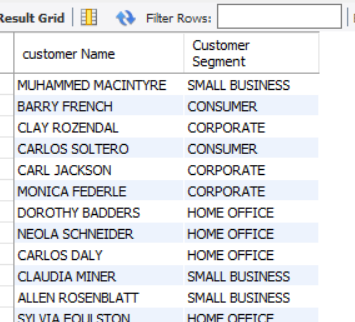 Result Grid Filter Rows:
customer Name Customer
Segment
MUHAMMED MACINTYRE SMALL BUSINESS
BARRY FRENCH CONSUMER
CLAY ROZENDAL CORPORATE
CARLOS SOLTERO CONSUMER
CARL JACKSON CORPORATE
MONICA FEDERLE CORPORATE
DOROTHY BADDERS HOME OFFICE
NEOLA SCHNEIDER HOME OFFICE
CARLOS DALY HOME OFFICE
CLAUDIA MINER SMALL BUSINESS
ALLEN ROSENBLATT SMALL BUSINESS
SYLVIA FOULSTON HOME OFFICE